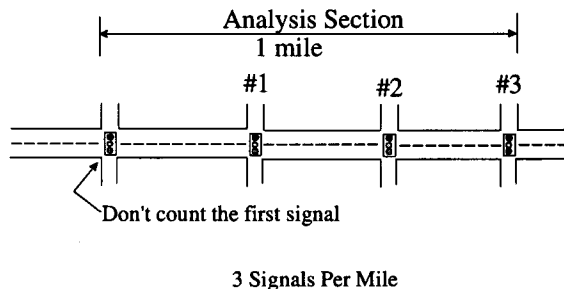 Analysis Section
1 mile
#1 #2 #3
Don't count the first signal
3 Signals Per Mile